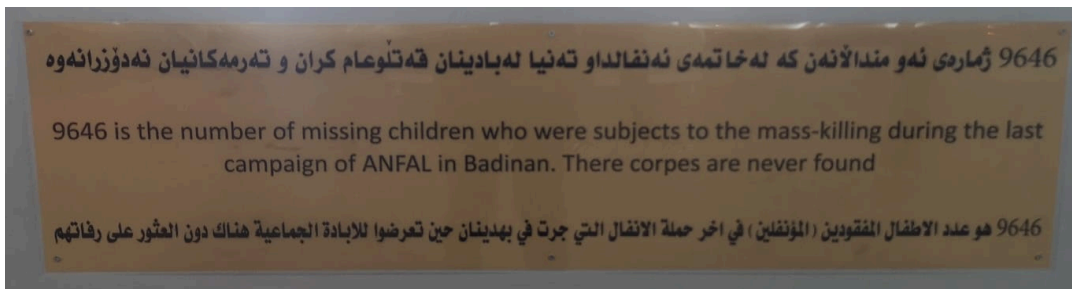 9646 ژمارەی ئەو منداڵانەن کە لەخاتمەی ئەنفالداو تەنیا لەبادینان قەتڵوعام کران و تەرمەکانیان نەدۆزرانەوە
9646 is the number of missing children who were subjects to the mass-killing during the last
campaign of ANFAL in Badinan. There corpes are never found
9646 هو عدد الاطفال المفقودين (المؤنفلين) في اخر حملة الانفال التي جرت في بهدينان حين تعرضوا للابادة الجماعية هناك دون العثور على رفاتهم